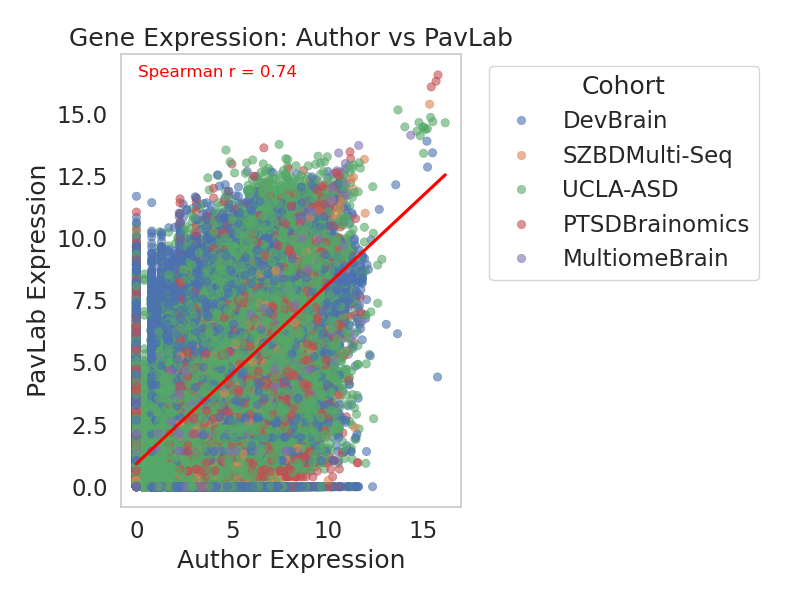 Gene Expression: Author vs PavLab
Spearman r = 0.74
Cohort
DevBrain
SZBDMulti-Seq
UCLA-ASD
PTSDBrainomics
MultiomeBrain
PavLab Expression
15.0
12.5
10.0
7.5
5.0
2.5
0.0
0 5 10 15
Author Expression